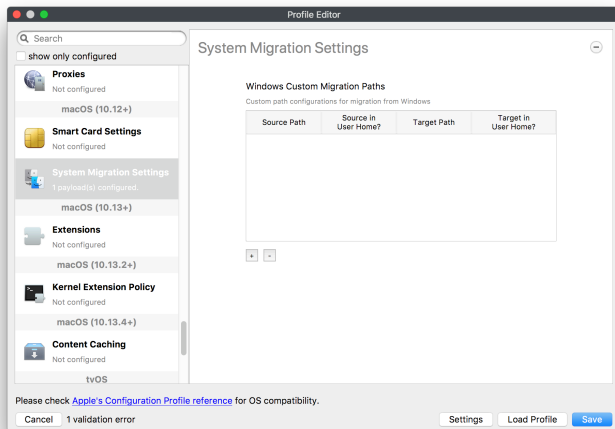 Profile Editor
Search
show only configured
Proxies
Not configured
macOS (10.12+)
Smart Card Settings
Not configured
System Migration Settings
1 payload(s) configured.
macOS (10.13+)
Extensions
Not configured
macOS (10.13.2+)
Kernel Extension Policy
Not configured
macOS (10.13.4+)
Content Caching
Not configured
tvOS
System Migration Settings
Windows Custom Migration Paths
Custom path configurations for migration from Windows
Source Path
Source in
User Home?
Target Path
Target in
User Home?
+ -
Please check Apple's Configuration Profile reference for OS compatibility.
Cancel 1 validation error Settings Load Profile Save